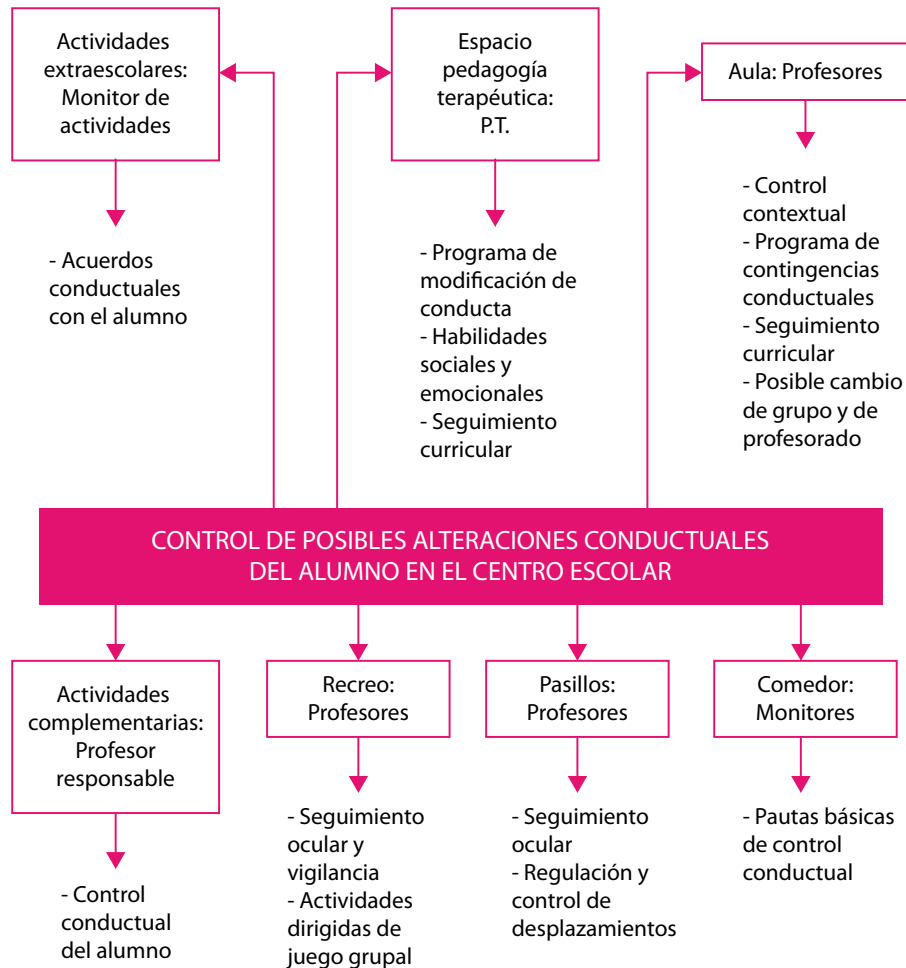 Actividades
extraescolares:
Monitor de
actividades
Espacio
pedagogía
terapéutica:
P.T.
Aula: Profesores
- Acuerdos
conductuales
con el alumno
- Programa de
modificación de
conducta
- Habilidades
sociales y
emocionales
- Seguimiento
curricular
- Control
contextual
- Programa de
contingencias
conductuales
- Seguimiento
curricular
- Posible cambio
de grupo y de
profesorado
CONTROL DE POSIBLES ALTERACIONES CONDUCTUALES
DEL ALUMNO EN EL CENTRO ESCOLAR
Actividades
complementarias:
Profesor
responsable
Recreo:
Profesores
Pasillos:
Profesores
Comedor:
Monitores
- Control
conductual
del alumno
- Seguimiento
ocular y
vigilancia
- Actividades
dirigidas de
juego grupal
- Seguimiento
ocular
- Regulación y
control de
desplazamientos
- Pautas básicas
de control
conductual